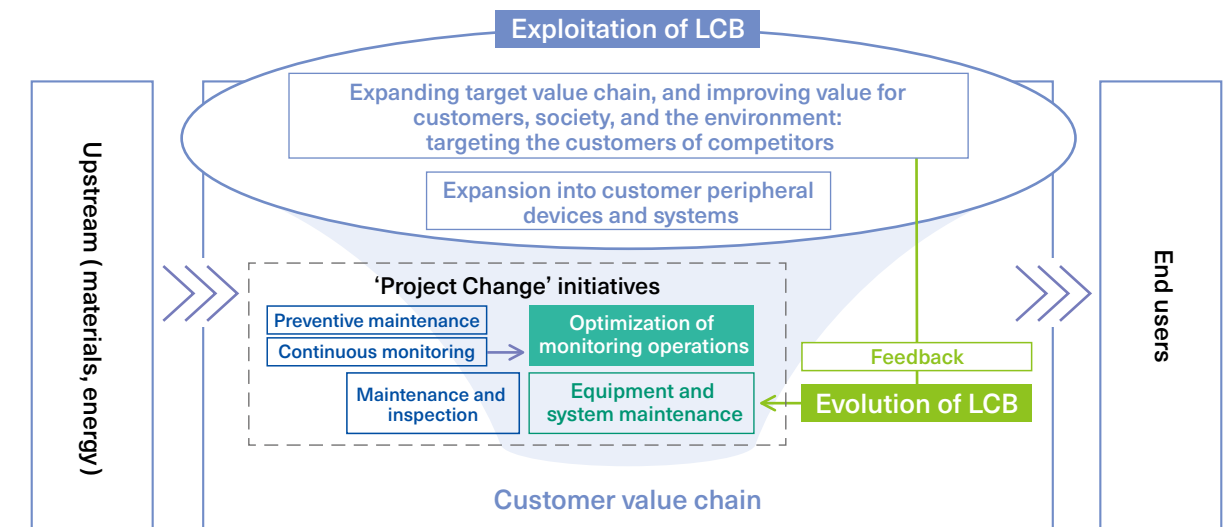 Exploitation of LCB
Expanding target value chain, and improving value for
customers, society, and the environment:
targeting the customers of competitors
Expansion into customer peripheral
devices and systems
Upstream ( materials, energy)
'Project Change' initiatives
Preventive maintenance
Continuous monitoring
Optimization of
monitoring operations
Maintenance and
inspection
Equipment and
system maintenance
Feedback
Evolution of LCB
Customer value chain
End users